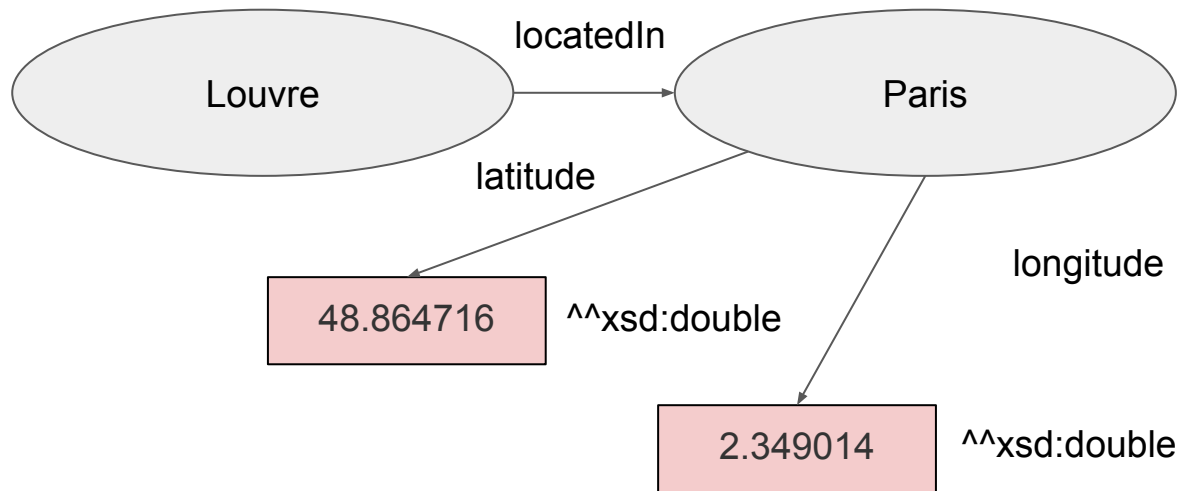 locatedIn
Louvre
Paris
latitude
longitude
48.864716
^^xsd:double
2.349014
^^xsd:double